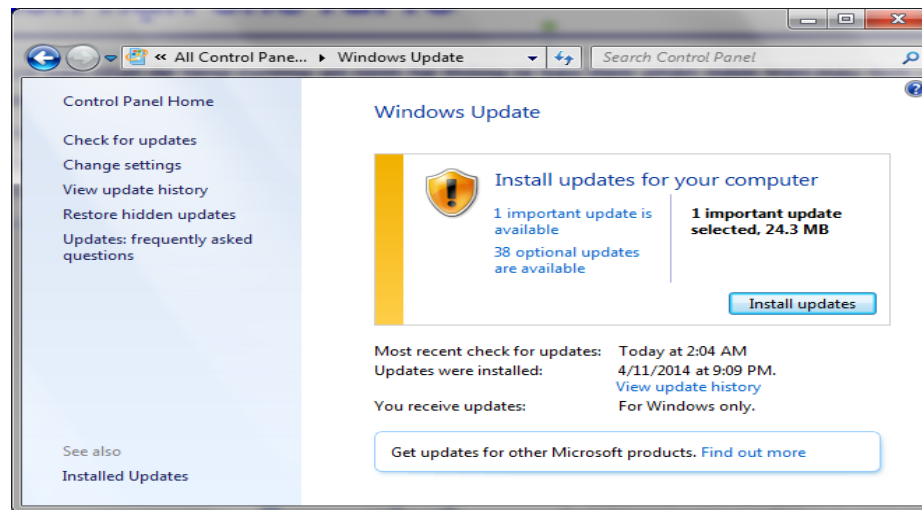 « All Control Pane... ▸ Windows Update
Search Control Panel
Control Panel Home
Check for updates
Change settings
View update history
Restore hidden updates
Updates: frequently asked
questions
See also
Installed Updates
Windows Update
Install updates for your computer
1 important update is
available
38 optional updates
are available
1 important update
selected, 24.3 MB
Install updates
Most recent check for updates: Today at 2:04 AM
Updates were installed: 4/11/2014 at 9:09 PM.
View update history
You receive updates: For Windows only.
Get updates for other Microsoft products. Find out more